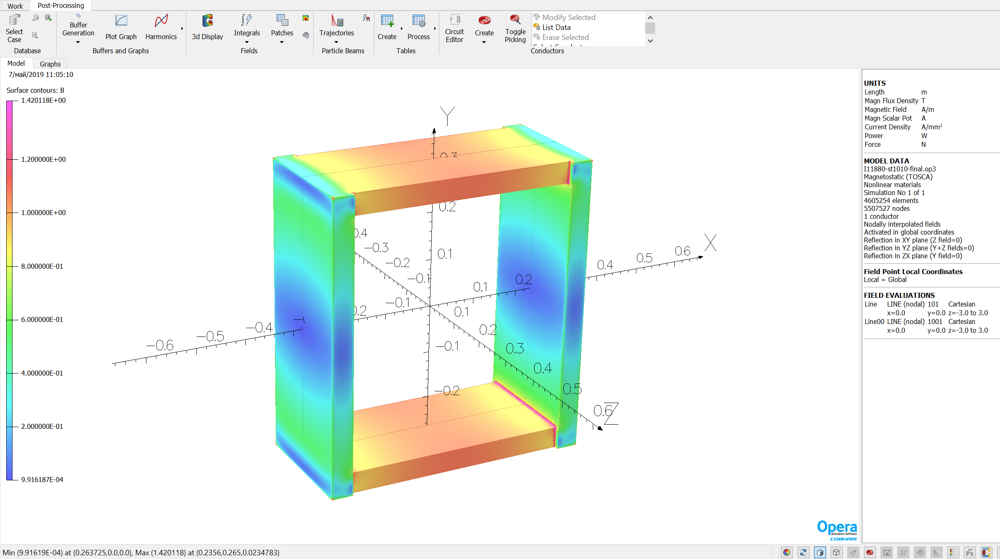 Work Post-Processing
Select Case
Database
Buffer Generation
Plot Graph
Harmonics
Buffers and Graphs
3d Display
Integrals
Patches
Fields
Trajectories
Particle Beams
Create
Process
Tables
Circuit Editor
Create
Toggle Picking
Modify Selected
List Data
Erase Selected
Conductors
Model Graphs
7/май/2019 11:05:10
Surface contours: B
1.420118E+00
1.200000E+00
1.000000E+00
8.000000E-01
6.000000E-01
4.000000E-01
2.000000E-01
9.916187E-04
Y
0.2
0.1
−0.1
−0.2
X
−0.6
−0.5
−0.4
−0.1
0.1
0.2
0.4
0.5
0.6
−0.3
−0.2
−0.1
0.1
0.2
0.3
0.4
0.5
0.6
Z
UNITS
Length m
Magn Flux Density T
Magnetic Field A/m
Magn Scalar Pot A
Current Density A/mm²
Power W
Force N
MODEL DATA
I11880-st1010-final.op3
Magnetostatic (TOSCA)
Nonlinear materials
Simulation No 1 of 1
4605254 elements
5507527 nodes
1 conductor
Nodally interpolated fields
Activated in global coordinates
Reflection in XY plane (Z field=0)
Reflection in YZ plane (Y+Z fields=0)
Reflection in ZX plane (Y field=0)
Field Point Local Coordinates
Local = Global
FIELD EVALUATIONS
Line LINE (nodal) 101 Cartesian
x=0.0 y=0.0 z=-3.0 to 3.0
Line00 LINE (nodal) 1001 Cartesian
x=0.0 y=0.0 z=-3.0 to 3.0
Opera
Simulation Software
COBHAM
Min (9.91619E-04) at (0.263725,0.0,0.0), Max (1.420118) at (0.2356,0.265,0.0234783)